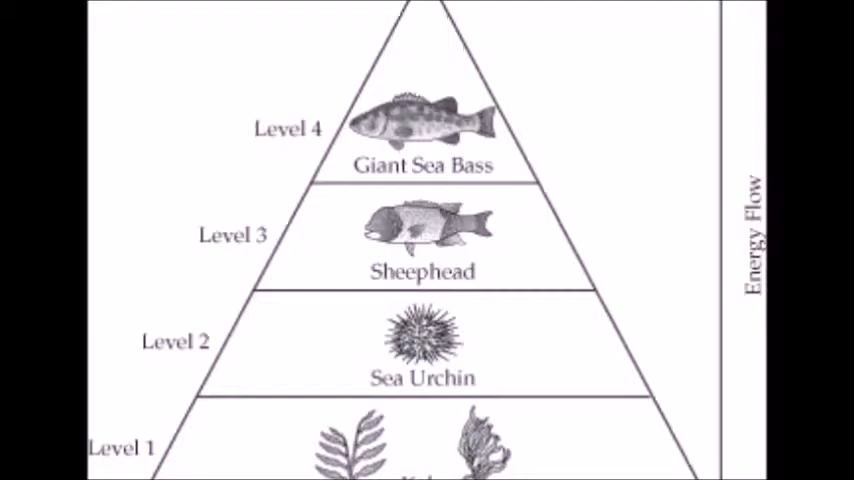 Level 4
Giant Sea Bass
Level 3
Sheephead
Level 2
Sea Urchin
Level 1
Energy Flow